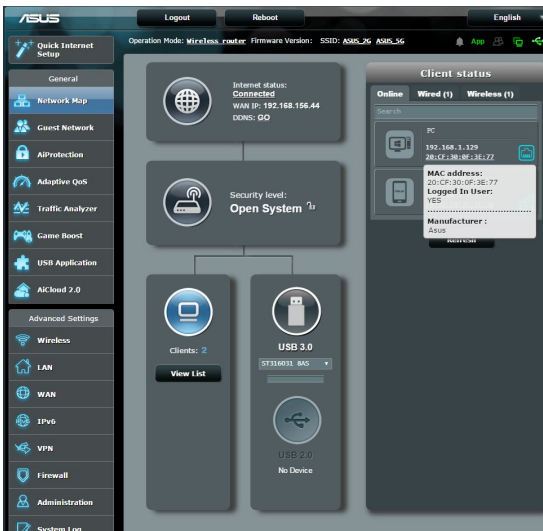 ASUS
Logout
Reboot
English
Quick Internet
Setup
Operation Mode: Wireless router Firmware Version: SSID: ASUS_2G ASUS_5G
App
General
Network Map
Guest Network
AiProtection
Adaptive QoS
Traffic Analyzer
Game Boost
USB Application
AiCloud 2.0
Advanced Settings
Wireless
LAN
WAN
IPv6
VPN
Firewall
Administration
System Log
Internet status:
Connected
WAN IP: 192.168.156.44
DDNS: GO
Security level:
Open System
Clients: 2
View List
USB 3.0
ST316031 8AS
USB 2.0
No Device
Client status
Online Wired (1) Wireless (1)
Search
PC
192.168.1.129
20:CF:30:0F:3E:77
MAC address:
20:CF:30:0F:3E:77
Logged In User:
YES
Manufacturer :
Asus
Refresh